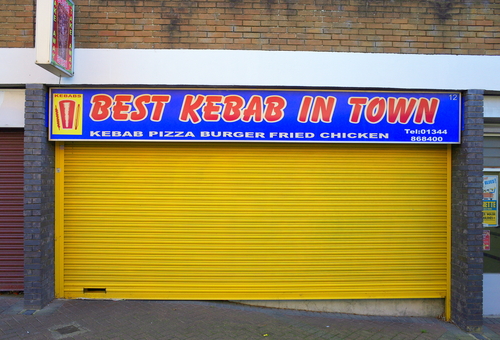 KEBABS
BEST KEBAB IN TOWN
12
KEBAB PIZZA BURGER FRIED CHICKEN
Tel:01344
868400